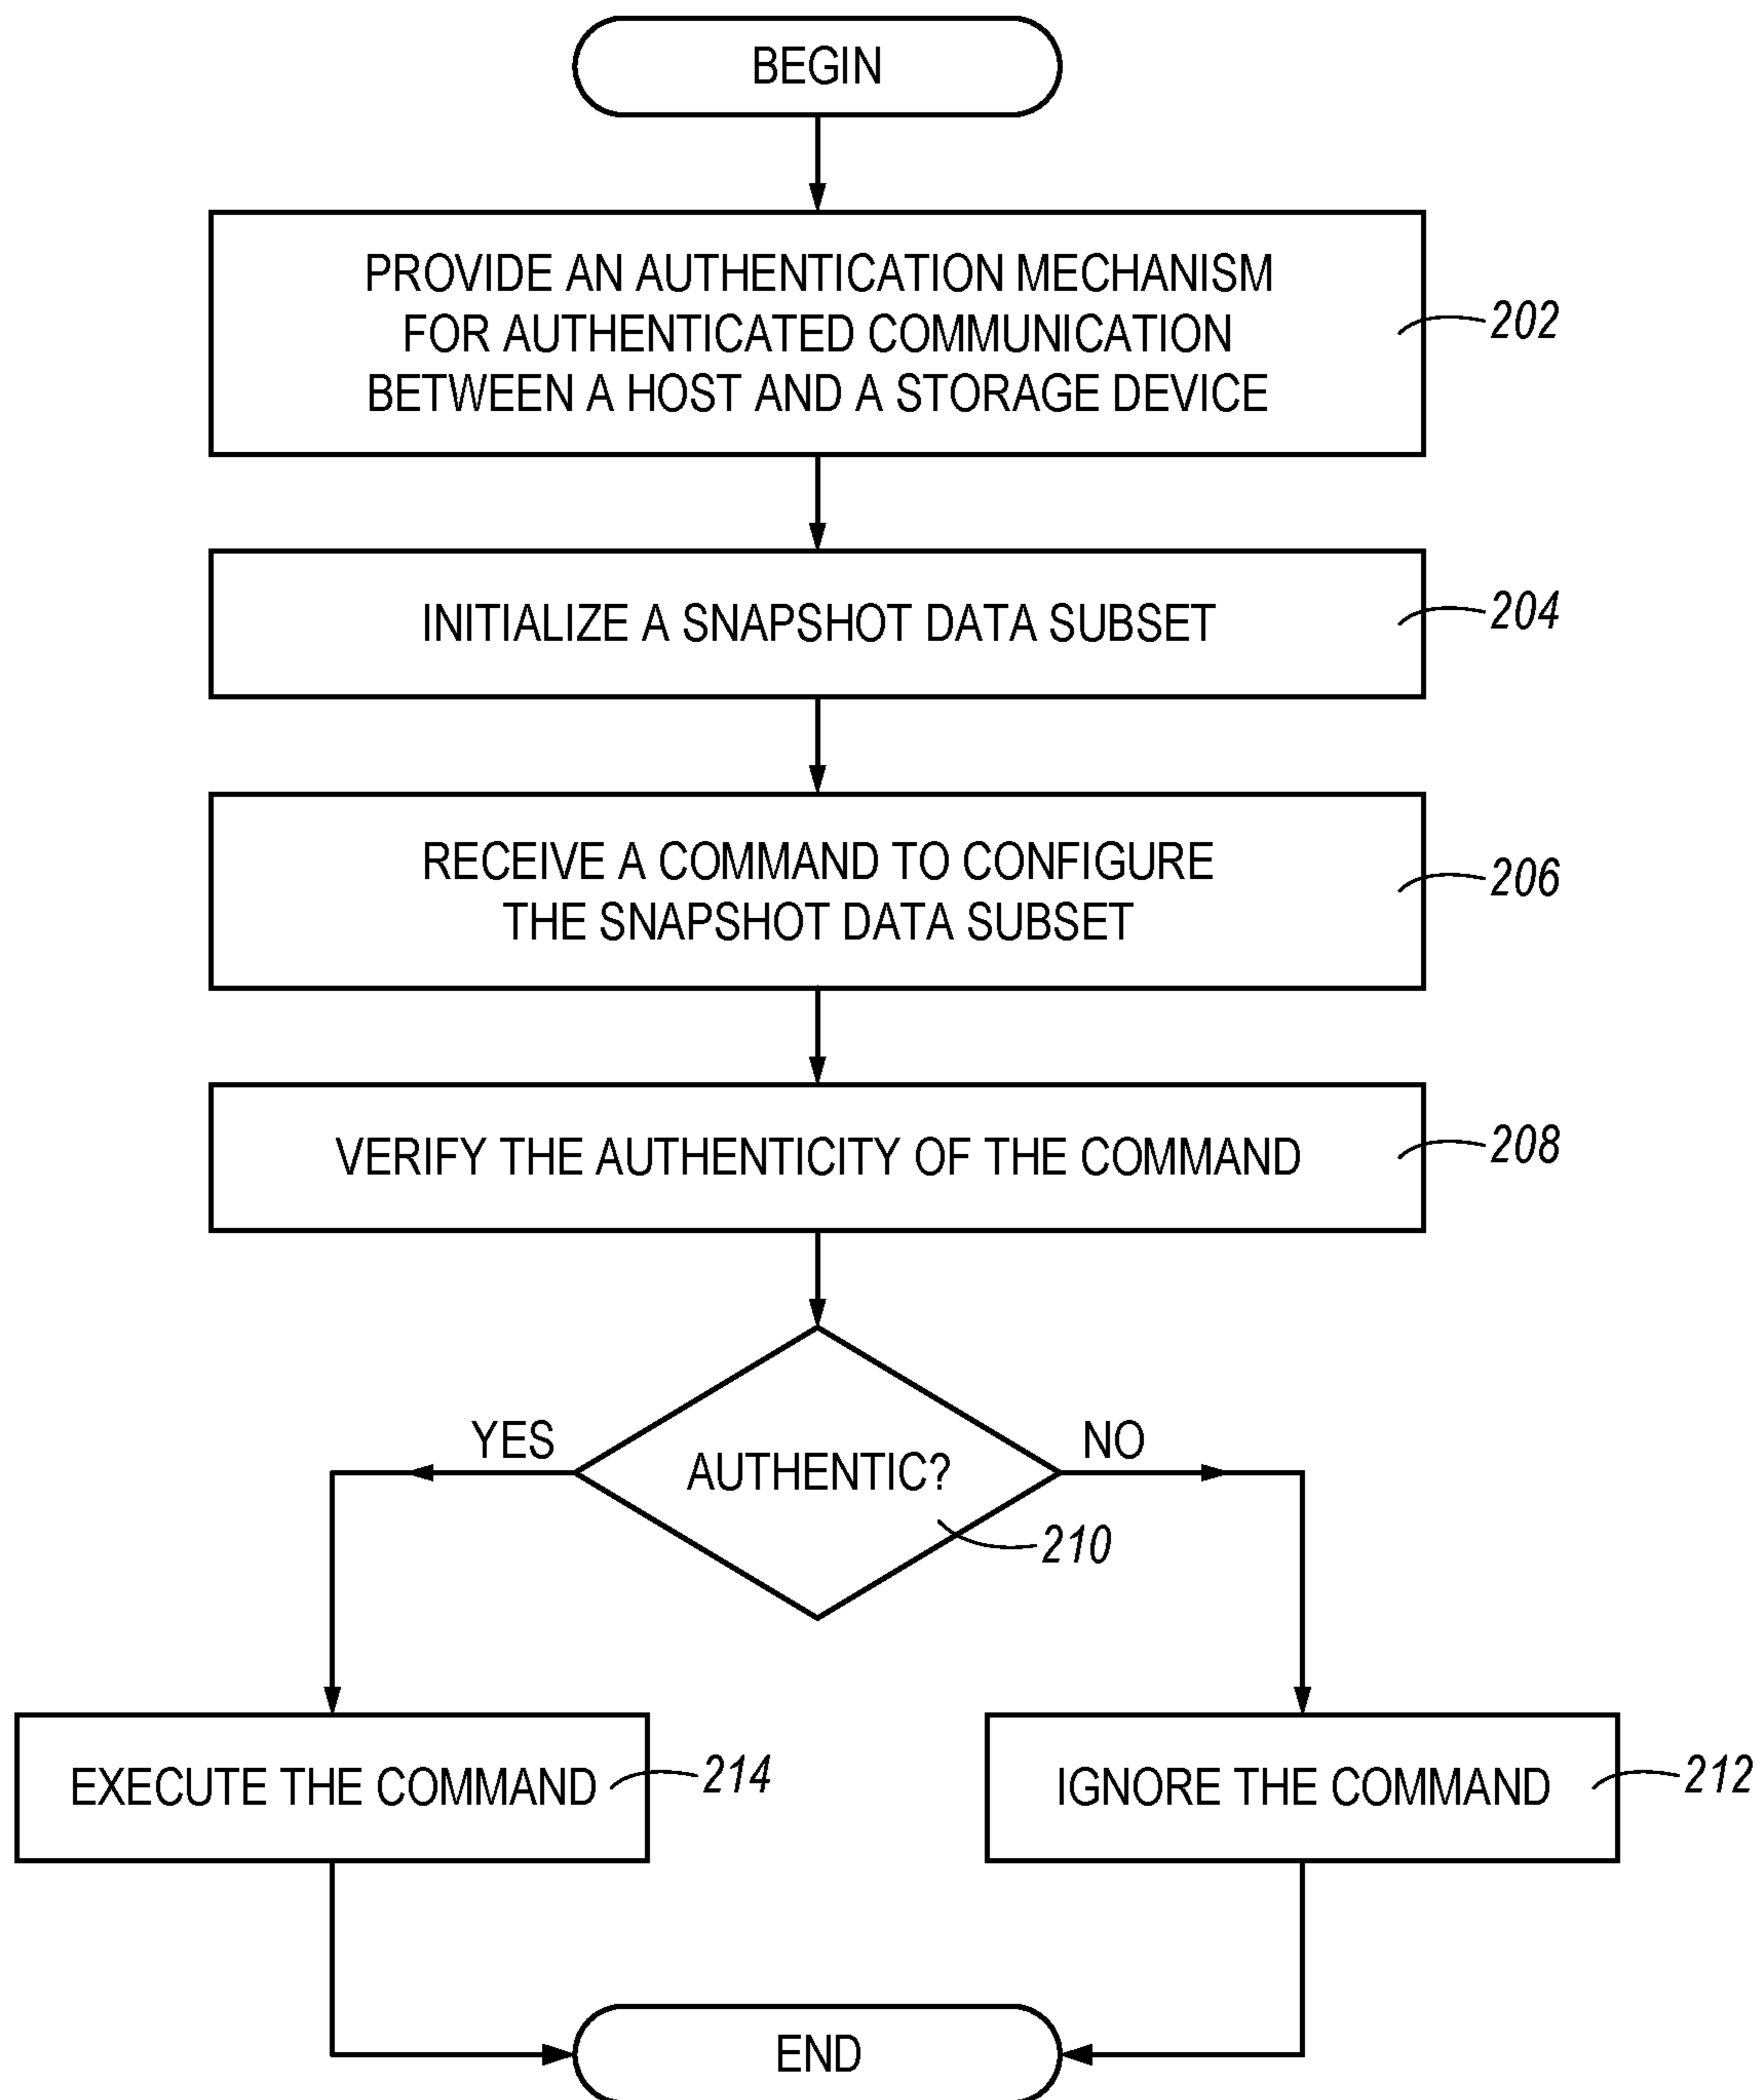 BEGIN
PROVIDE AN AUTHENTICATION MECHANISM
FOR AUTHENTICATED COMMUNICATION
BETWEEN A HOST AND A STORAGE DEVICE
202
INITIALIZE A SNAPSHOT DATA SUBSET
204
RECEIVE A COMMAND TO CONFIGURE
THE SNAPSHOT DATA SUBSET
206
VERIFY THE AUTHENTICITY OF THE COMMAND
208
YES
NO
AUTHENTIC?
210
EXECUTE THE COMMAND
214
IGNORE THE COMMAND
212
END